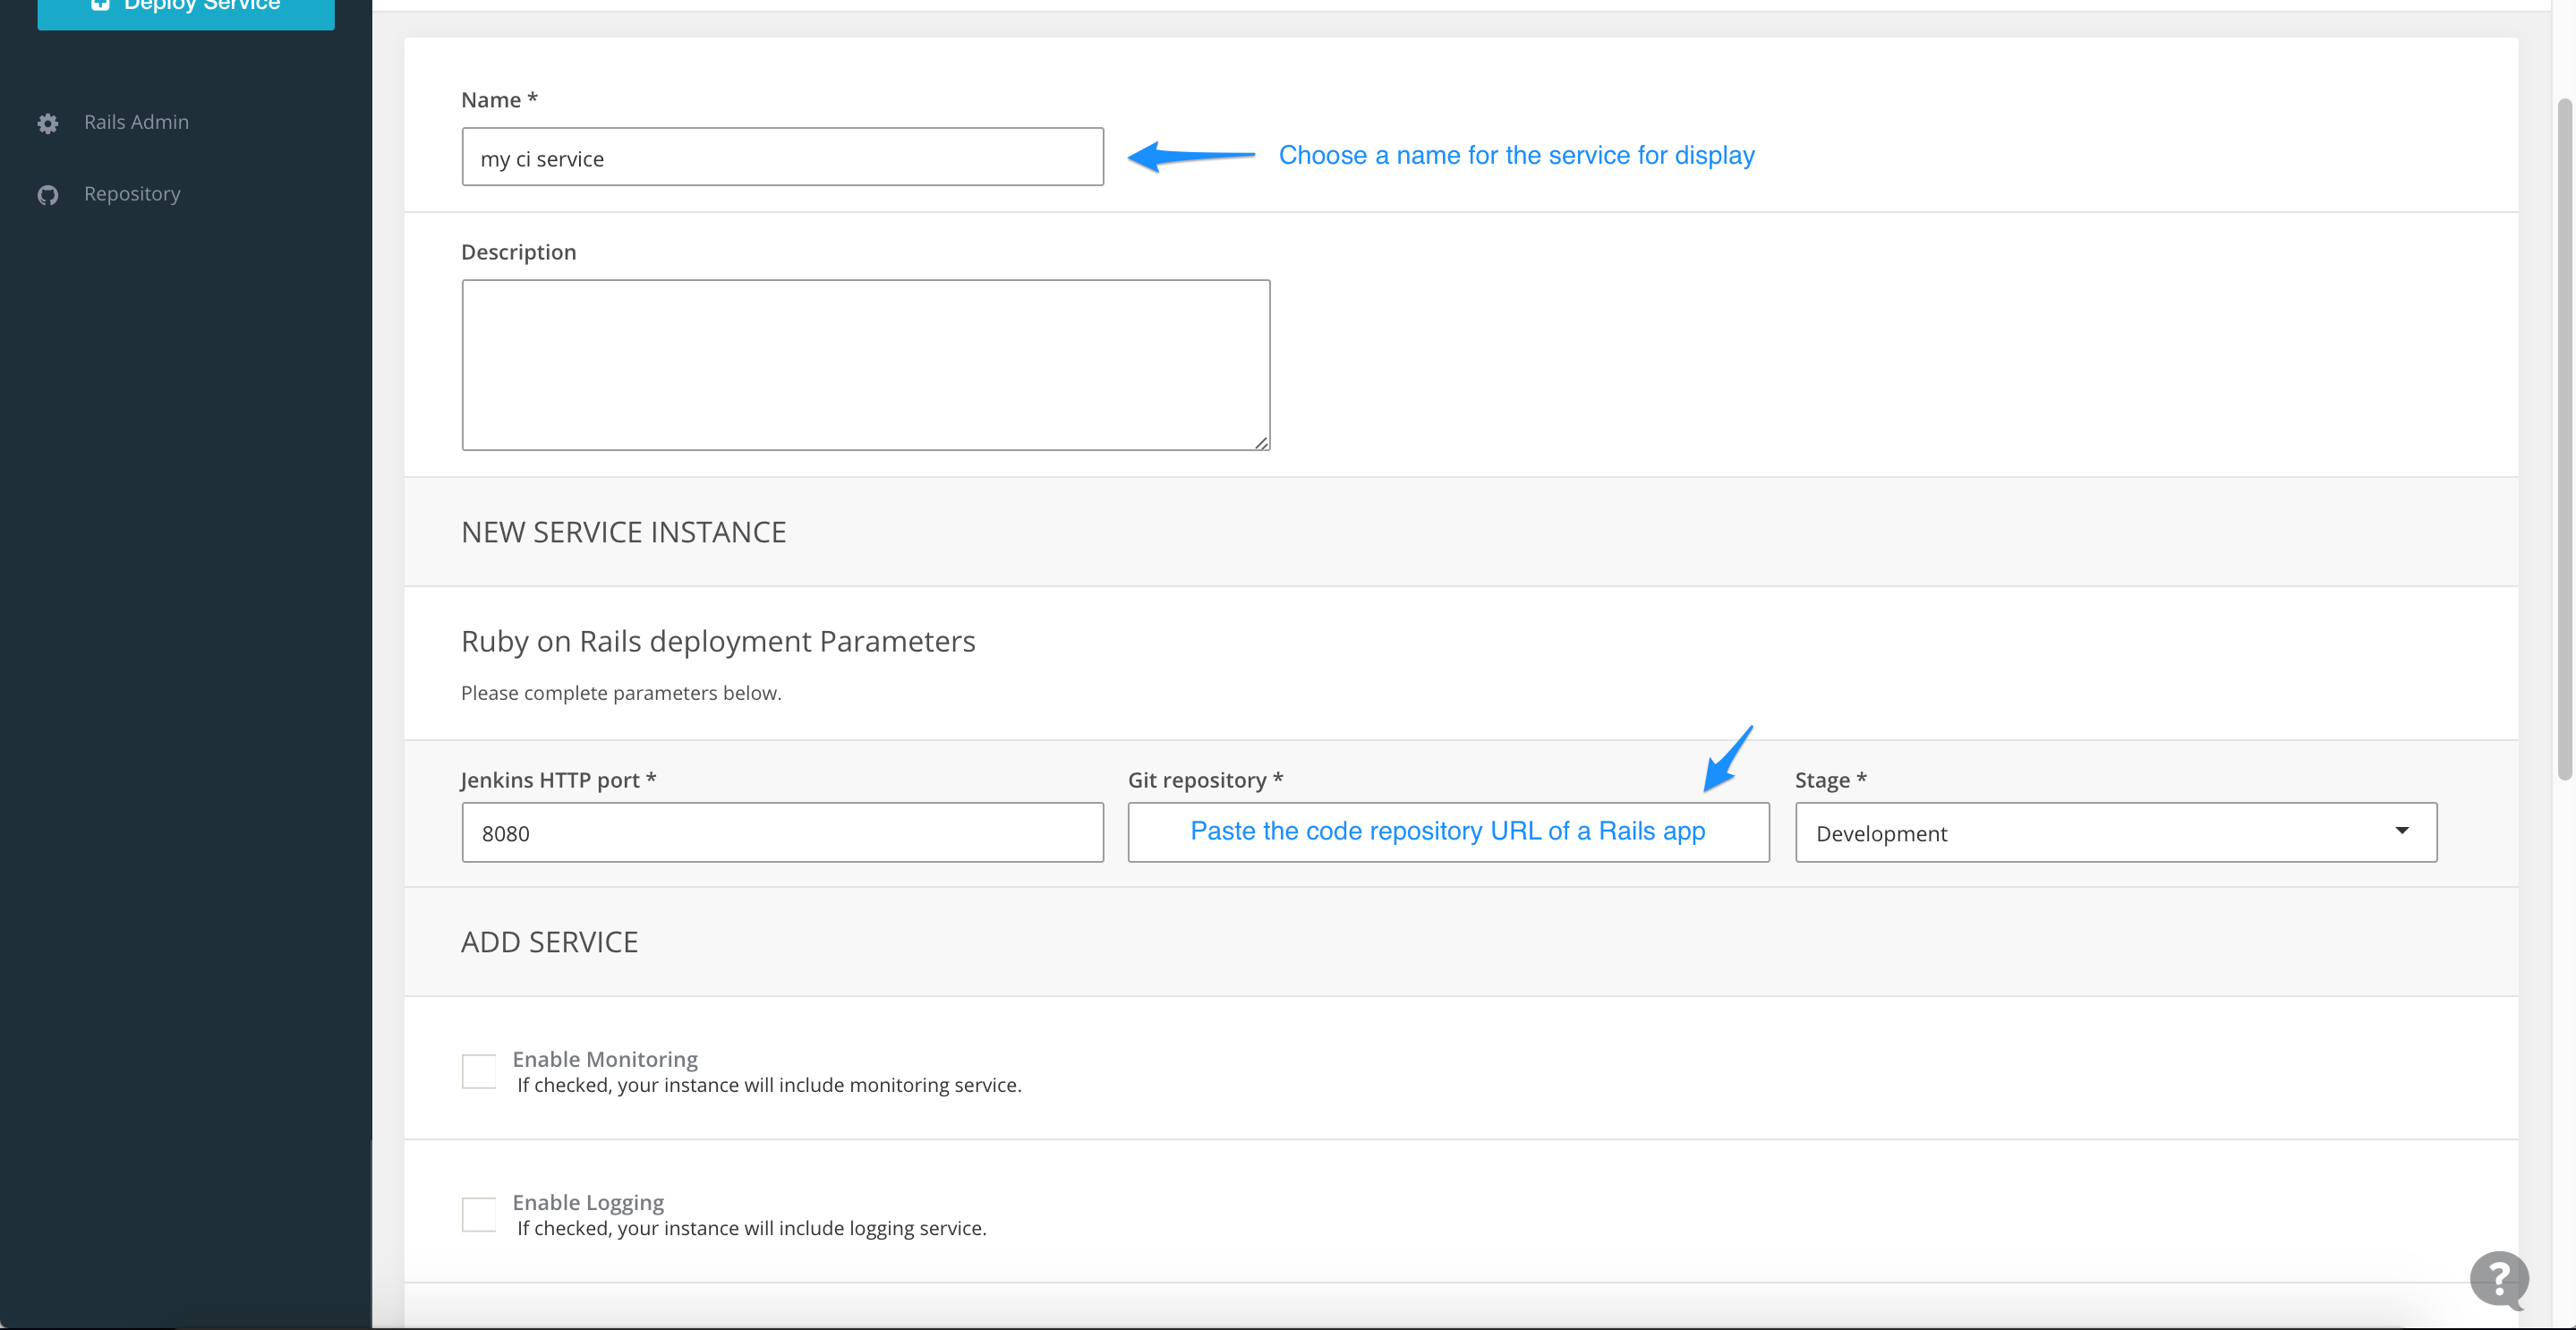 Deploy Service
Rails Admin
Repository
Name *
my ci service
Choose a name for the service for display
Description
NEW SERVICE INSTANCE
Ruby on Rails deployment Parameters
Please complete parameters below.
Jenkins HTTP port *
Git repository *
Stage *
8080
Paste the code repository URL of a Rails app
Development
ADD SERVICE
Enable Monitoring
If checked, your instance will include monitoring service.
Enable Logging
If checked, your instance will include logging service.
?